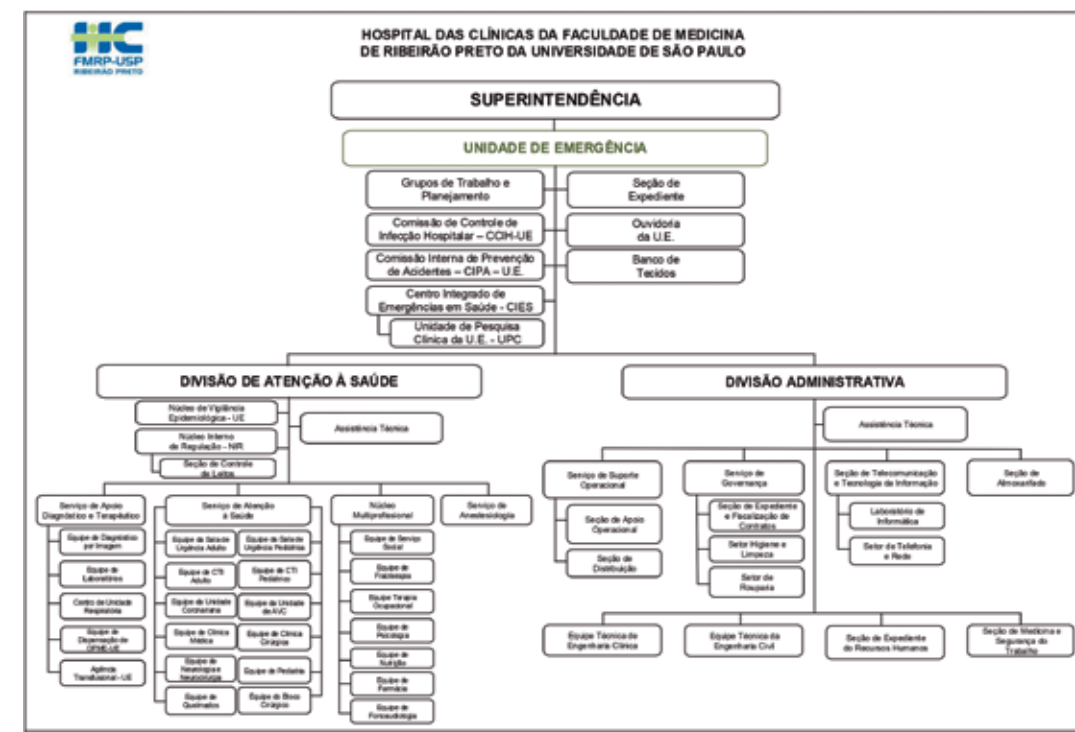 HC
FMRP-USP
RIBEIRÃO PRETO
HOSPITAL DAS CLÍNICAS DA FACULDADE DE MEDICINA
DE RIBEIRÃO PRETO DA UNIVERSIDADE DE SÃO PAULO
SUPERINTENDÊNCIA
UNIDADE DE EMERGÊNCIA
Grupos de Trabalho e
Planejamento
Seção de
Expediente
Comissão de Controle de
Infecção Hospitalar – CCIH-UE
Ouvidoria
da U.E.
Comissão Interna de Prevenção
de Acidentes – CIPA – U.E.
Banco de
Tecidos
Centro Integrado de
Emergências em Saúde - CIES
Unidade de Pesquisa
Clínica da U.E. - UPC
DIVISÃO DE ATENÇÃO À SAÚDE
Núcleo de Vigilância
Epidemiológica - UE
Assistência Técnica
Núcleo Interno
de Regulação - NIR
Seção de Controle
de Leitos
Serviço de Apoio
Diagnóstico e Terapêutico
Equipe de Diagnóstico
por Imagem
Equipe de
Laboratórios
Centro de Unidade
Respiratória
Equipe de
Dispensação de
OPME-UE
Agência
Transfusional - UE
Serviço de Atenção
à Saúde
Equipe de Sala de
Urgência Adulto
Equipe de Sala de
Urgência Pediátrica
Equipe de CTI
Adulto
Equipe de CTI
Pediátrico
Equipe de Unidade
Coronariana
Equipe de Unidade
de AVC
Equipe de Clínica
Médica
Equipe de Clínica
Cirúrgica
Equipe de
Neurologia e
Neurocirurgia
Equipe de Pediatria
Equipe de
Queimados
Equipe de Bloco
Cirúrgico
Núcleo
Multiprofissional
Equipe de Serviço
Social
Equipe de
Fisioterapia
Equipe Terapia
Ocupacional
Equipe de
Psicologia
Equipe de
Nutrição
Equipe de
Farmácia
Equipe de
Fonoaudiologia
Serviço de
Anestesiologia
DIVISÃO ADMINISTRATIVA
Assistência Técnica
Serviço de Suporte
Operacional
Seção de Apoio
Operacional
Seção de
Distribuição
Serviço de
Governança
Seção de Expediente
e Fiscalização de
Contratos
Setor Higiene e
Limpeza
Setor de
Rouparia
Seção de Telecomunicação
e Tecnologia da Informação
Laboratório de
Informática
Setor de Telefonia
e Rede
Seção de
Almoxarifado
Equipe Técnica de
Engenharia Clínica
Equipe Técnica da
Engenharia Civil
Seção de Expediente
do Recursos Humanos
Seção de Medicina e
Segurança do
Trabalho